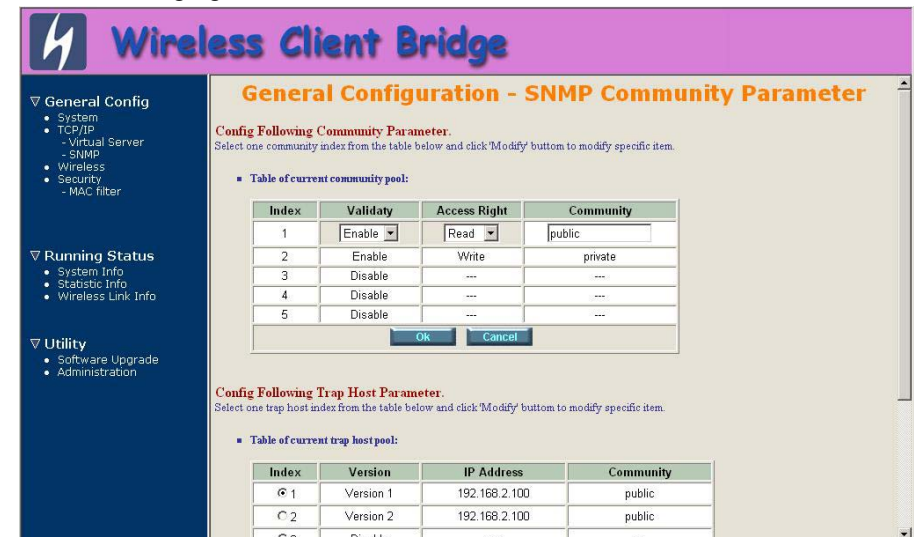 Wireless Client Bridge
General Config
System
TCP/IP
- Virtual Server
- SNMP
Wireless
Security
- MAC filter
Running Status
System Info
Statistic Info
Wireless Link Info
Utility
Software Upgrade
Administration
General Configuration - SNMP Community Parameter
Config Following Community Parameter.
Select one community index from the table below and click 'Modify' buttom to modify specific item.
Table of current community pool:
Index Validaty Access Right Community
1 Enable Read public
2 Enable Write private
3 Disable --- ---
4 Disable --- ---
5 Disable --- ---
Ok Cancel
Config Following Trap Host Parameter.
Select one trap host index from the table below and click 'Modify' buttom to modify specific item.
Table of current trap host pool:
Index Version IP Address Community
1 Version 1 192.168.2.100 public
2 Version 2 192.168.2.100 public